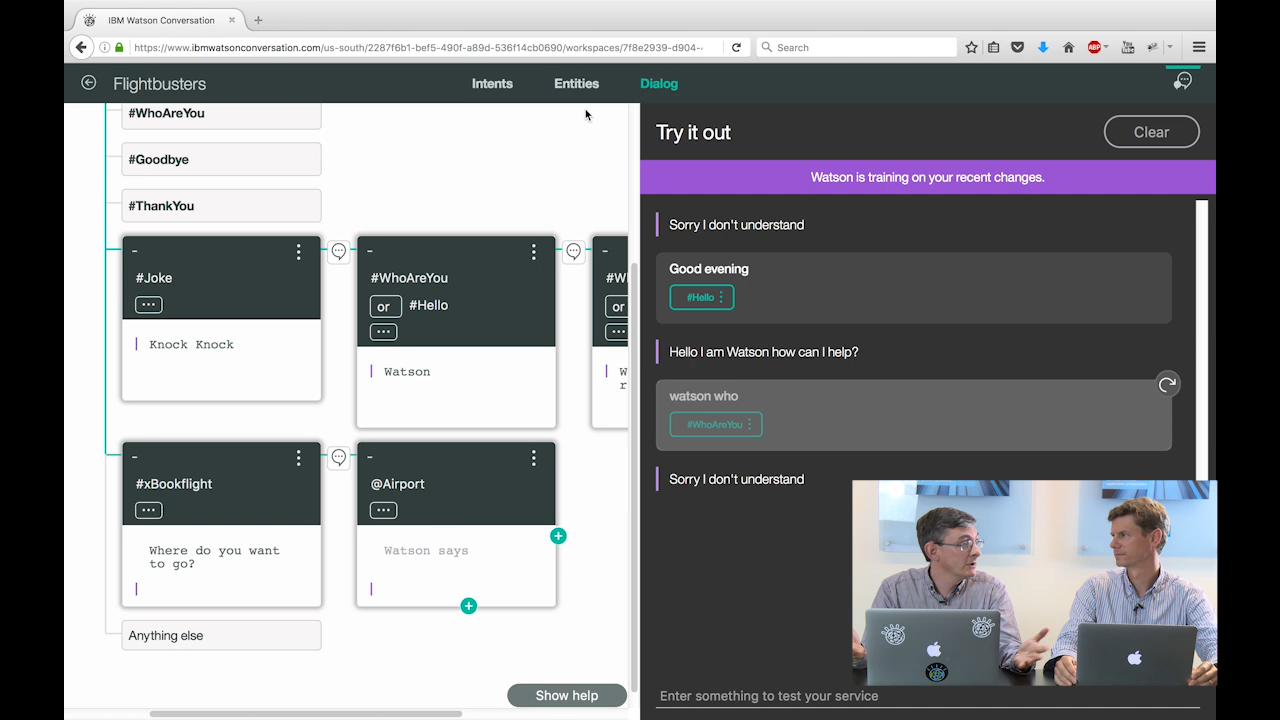 IBM Watson Conversation
https://www.ibmwatsonconversation.com/us-south/2287f6b1-bef5-490f-a89d-536f14cb0690/workspaces/7f8e2939-d904-
Search
ABP
Flightbusters
Intents
Entities
Dialog
#WhoAreYou
#Goodbye
#ThankYou
#Joke
Knock Knock
#WhoAreYou
or #Hello
Watson
or
#xBookflight
Where do you want
to go?
@Airport
Watson says
Anything else
Show help
Try it out
Clear
Watson is training on your recent changes.
Sorry I don't understand
Good evening
#Hello
Hello I am Watson how can I help?
watson who
#WhoAreYou
Sorry I don't understand
Enter something to test your service